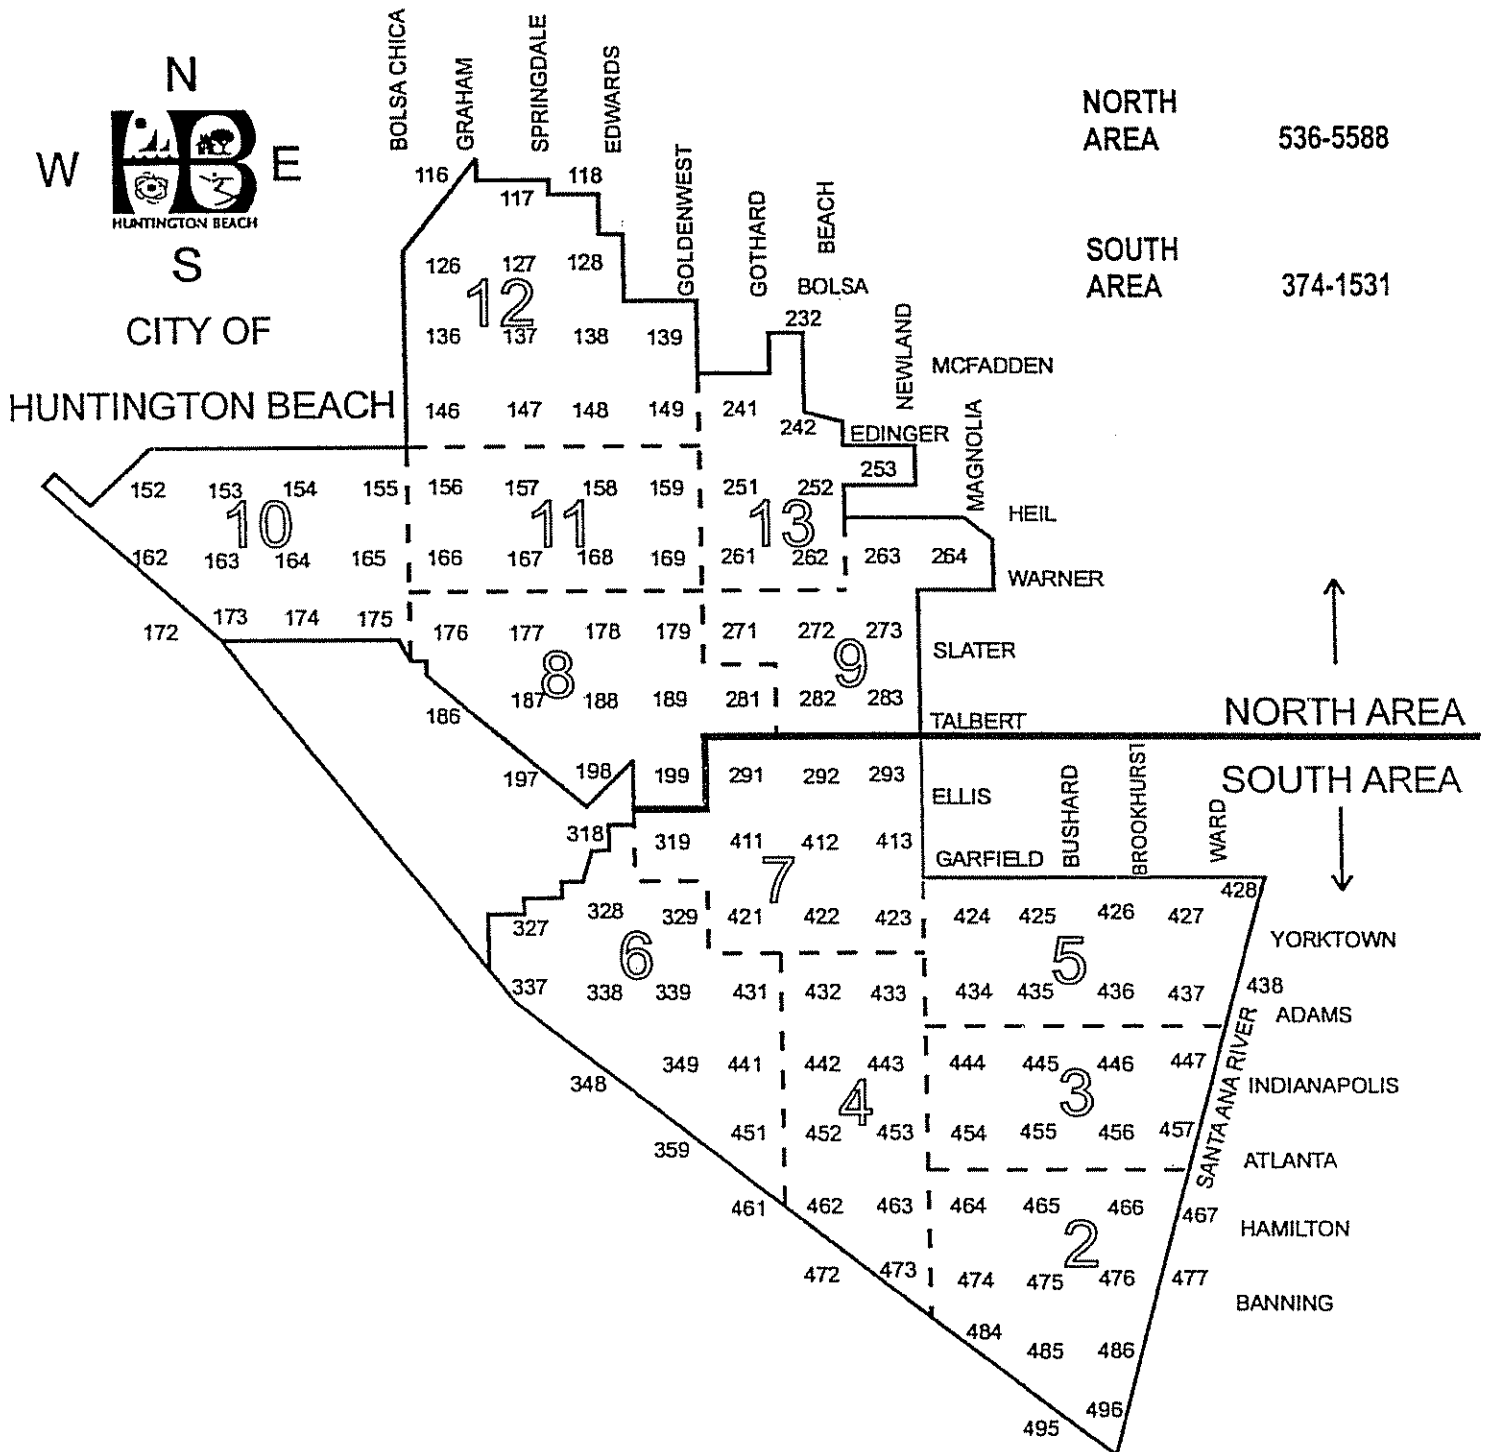 BOLSA CHICA
GRAHAM
SPRINGDALE
EDWARDS
N
W
E
S
HUNTINGTON BEACH
CITY OF
HUNTINGTON BEACH
NORTH
AREA 536-5588
SOUTH
AREA 374-1531
GOLDENWEST
GOTHARD
BEACH
BOLSA
NEWLAND
MCFADDEN
MAGNOLIA
EDINGER
HEIL
WARNER
SLATER
TALBERT
NORTH AREA
SOUTH AREA
ELLIS
BUSHARD
BROOKHURST
WARD
GARFIELD
YORKTOWN
ADAMS
SANTA ANA RIVER
INDIANAPOLIS
ATLANTA
HAMILTON
BANNING
116 117 118
126 127 128
12
136 137 138 139 232
146 147 148 149 241 242
253
152 153 154 155 156 157 158 159 251 252
10 11 13
162 163 164 165 166 167 168 169 261 262 263 264
172 173 174 175 176 177 178 179 271 272 273
8 9
186 187 188 189 281 282 283
197 198 199 291 292 293
318 319 411 412 413
7
327 328 329 421 422 423 424 425 426 427 428
6 5
337 338 339 431 432 433 434 435 436 437 438
348 349 441 442 443 444 445 446 447
4 3
359 451 452 453 454 455 456 457
461 462 463 464 465 466 467
2
472 473 474 475 476 477
484 485 486
495 496